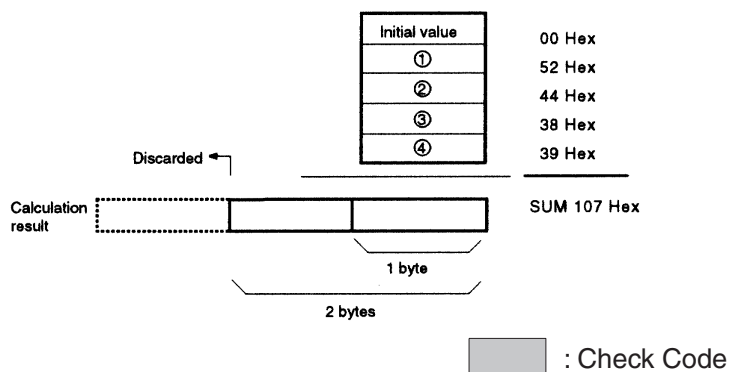 Initial value
00 Hex
①
52 Hex
②
44 Hex
③
38 Hex
④
39 Hex
Discarded
Calculation
result
SUM 107 Hex
1 byte
2 bytes
: Check Code